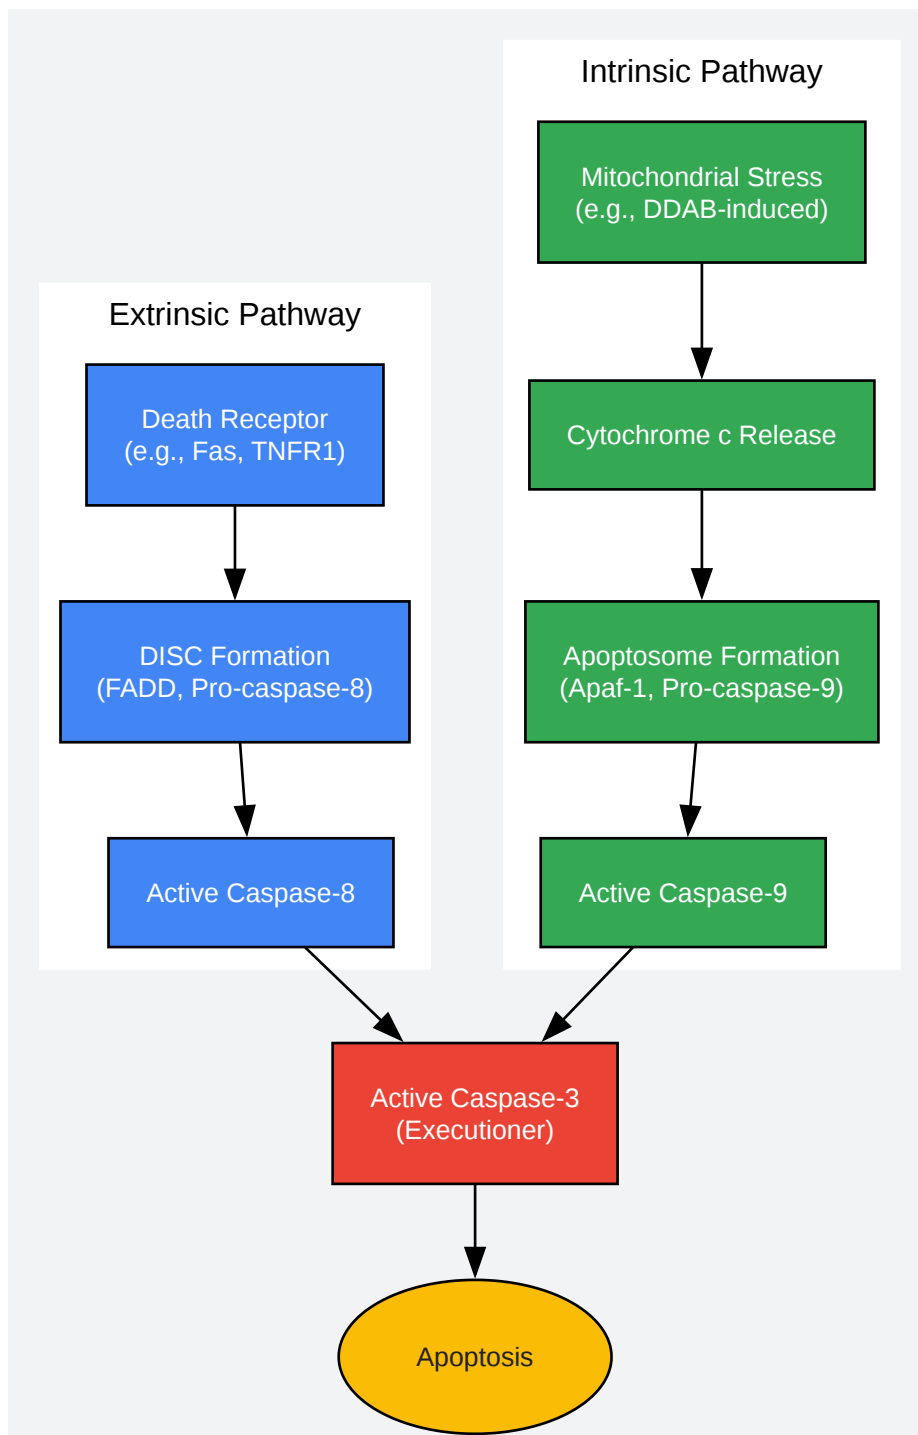 Intrinsic Pathway
Mitochondrial Stress
(e.g., DDAB-induced)
Cytochrome c Release
Apoptosome Formation
(Apaf-1, Pro-caspase-9)
Active Caspase-9
Extrinsic Pathway
Death Receptor
(e.g., Fas, TNFR1)
DISC Formation
(FADD, Pro-caspase-8)
Active Caspase-8
Active Caspase-3
(Executioner)
Apoptosis